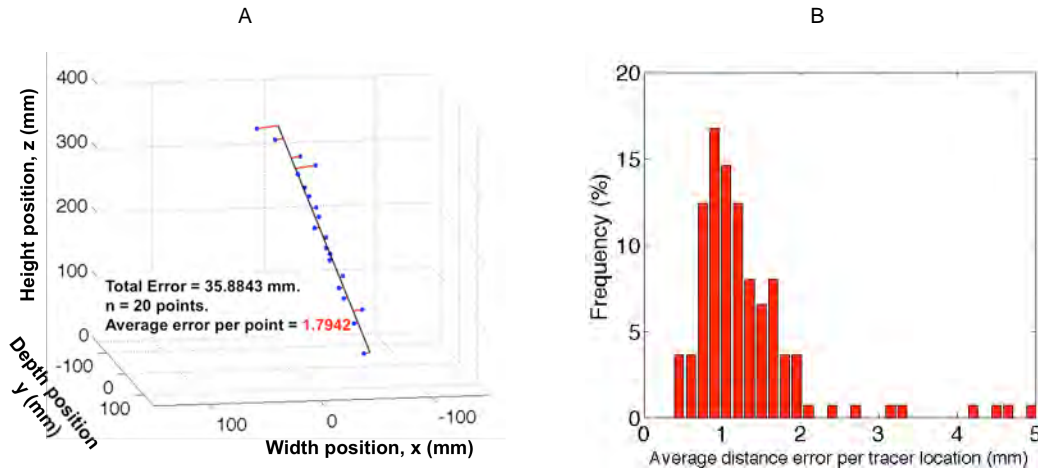 A
B
400
300
200
100
0
-100
0
100
Height position, z (mm)
Depth position
y (mm)
Total Error = 35.8843 mm.
n = 20 points.
Average error per point = 1.7942
100
0
-100
Width position, x (mm)
20
15
10
5
0
Frequency (%)
0 1 2 3 4 5
Average distance error per tracer location (mm)